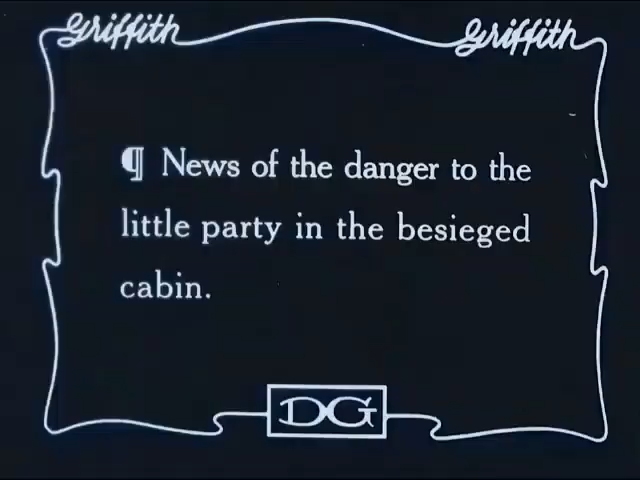 Griffith Griffith
¶ News of the danger to the
little party in the besieged
cabin.
DG